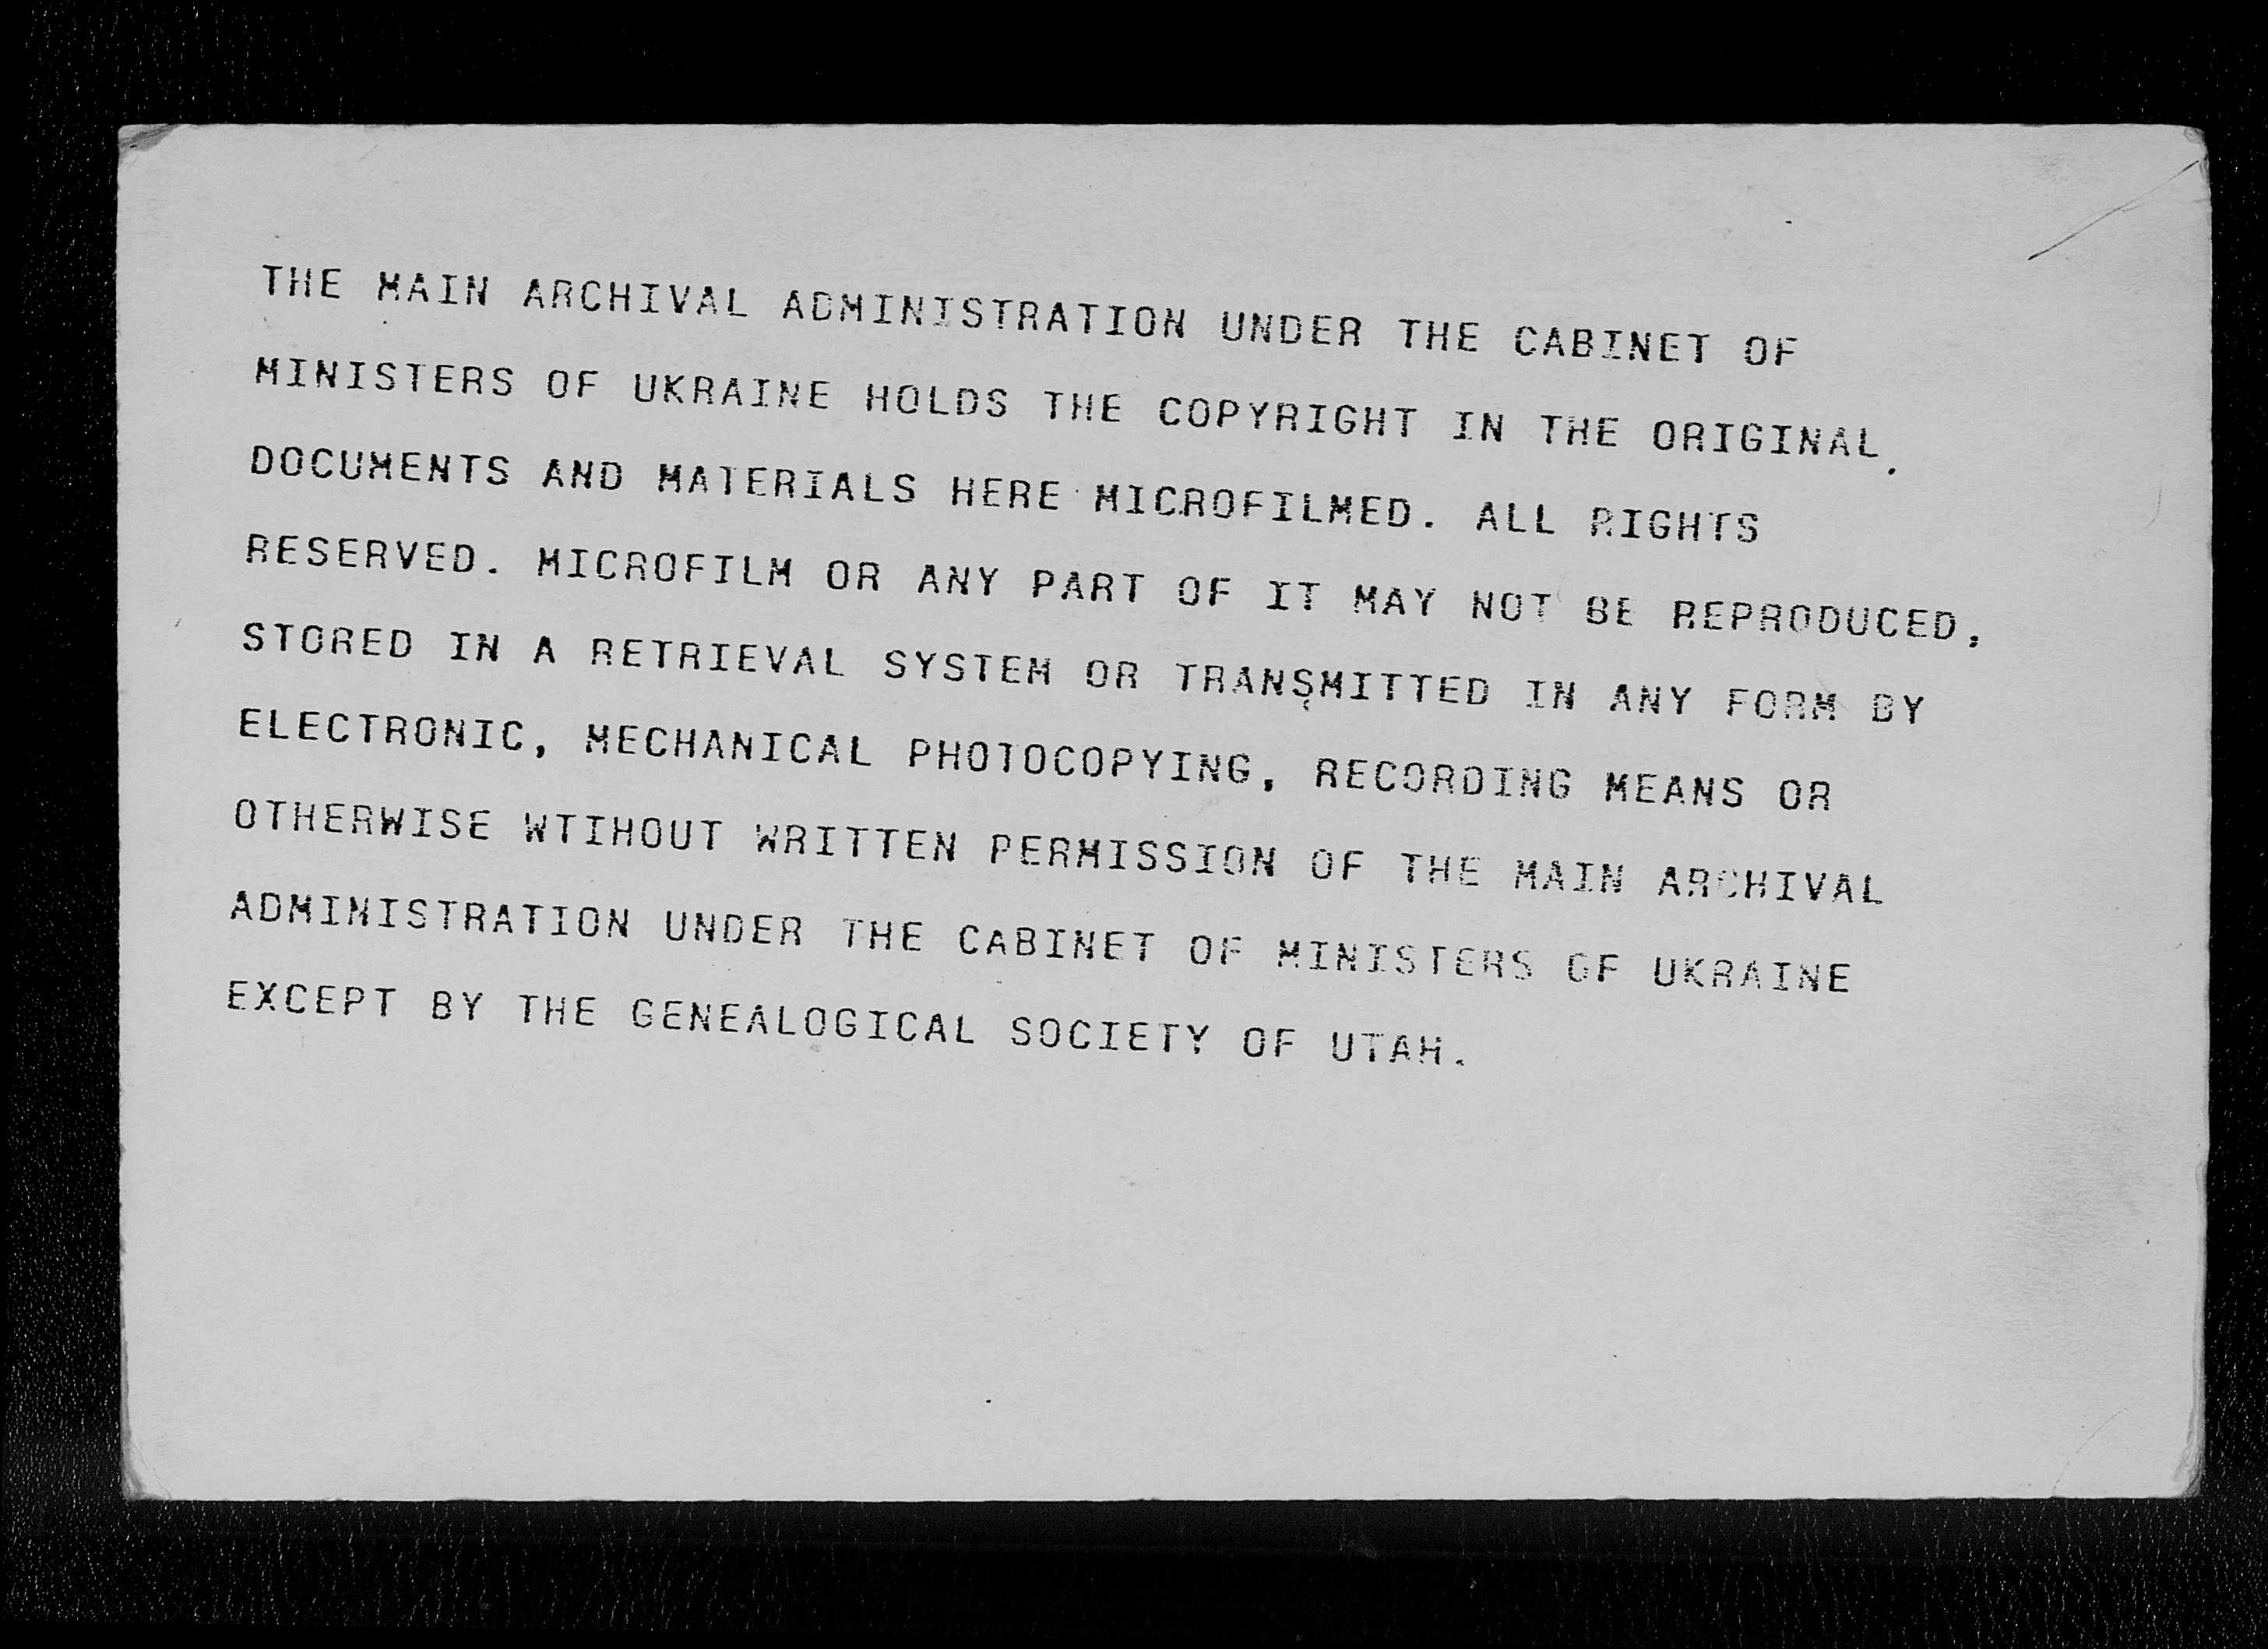 THE MAIN ARCHIVAL ADMINISTRATION UNDER THE CABINET OF
MINISTERS OF UKRAINE HOLDS THE COPYRIGHT IN THE ORIGINAL
DOCUMENTS AND MATERIALS HERE MICROFILMED. ALL RIGHTS
RESERVED. MICROFILM OR ANY PART OF IT MAY NOT BE REPRODUCED,
STORED IN A RETRIEVAL SYSTEM OR TRANSMITTED IN ANY FORM BY
ELECTRONIC, MECHANICAL PHOTOCOPYING, RECORDING MEANS OR
OTHERWISE WTIHOUT WRITTEN PERMISSION OF THE MAIN ARCHIVAL
ADMINISTRATION UNDER THE CABINET OF MINISTERS OF UKRAINE
EXCEPT BY THE GENEALOGICAL SOCIETY OF UTAH.